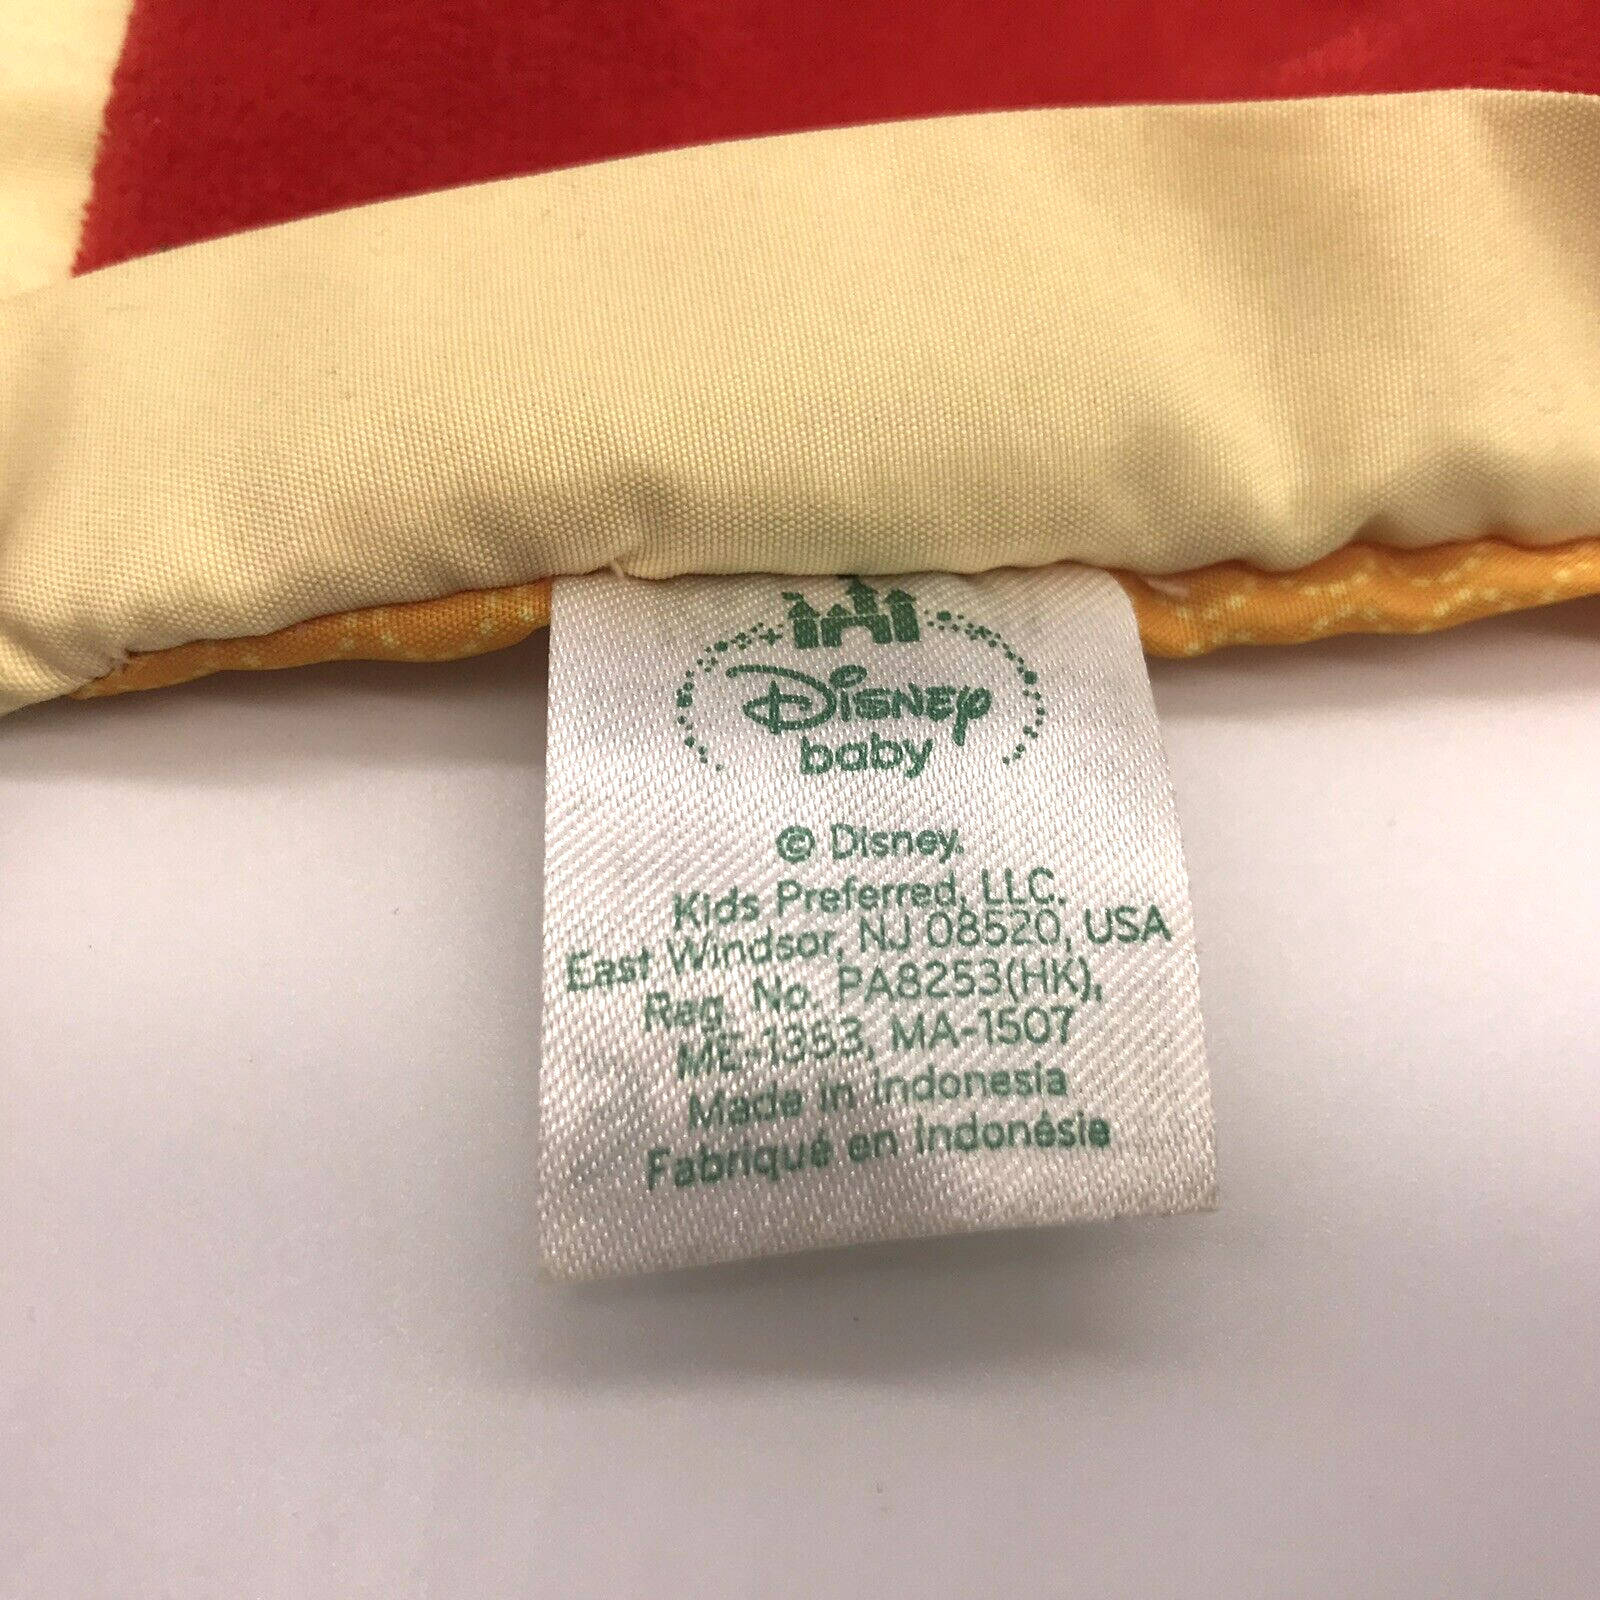 Disney
baby
© Disney.
Kids Preferred, LLC.
East Windsor, NJ 08520, USA
Reg. No. PA8253(HK),
ME-1353, MA-1507
Made in Indonesia
Fabriqué en Indonésie